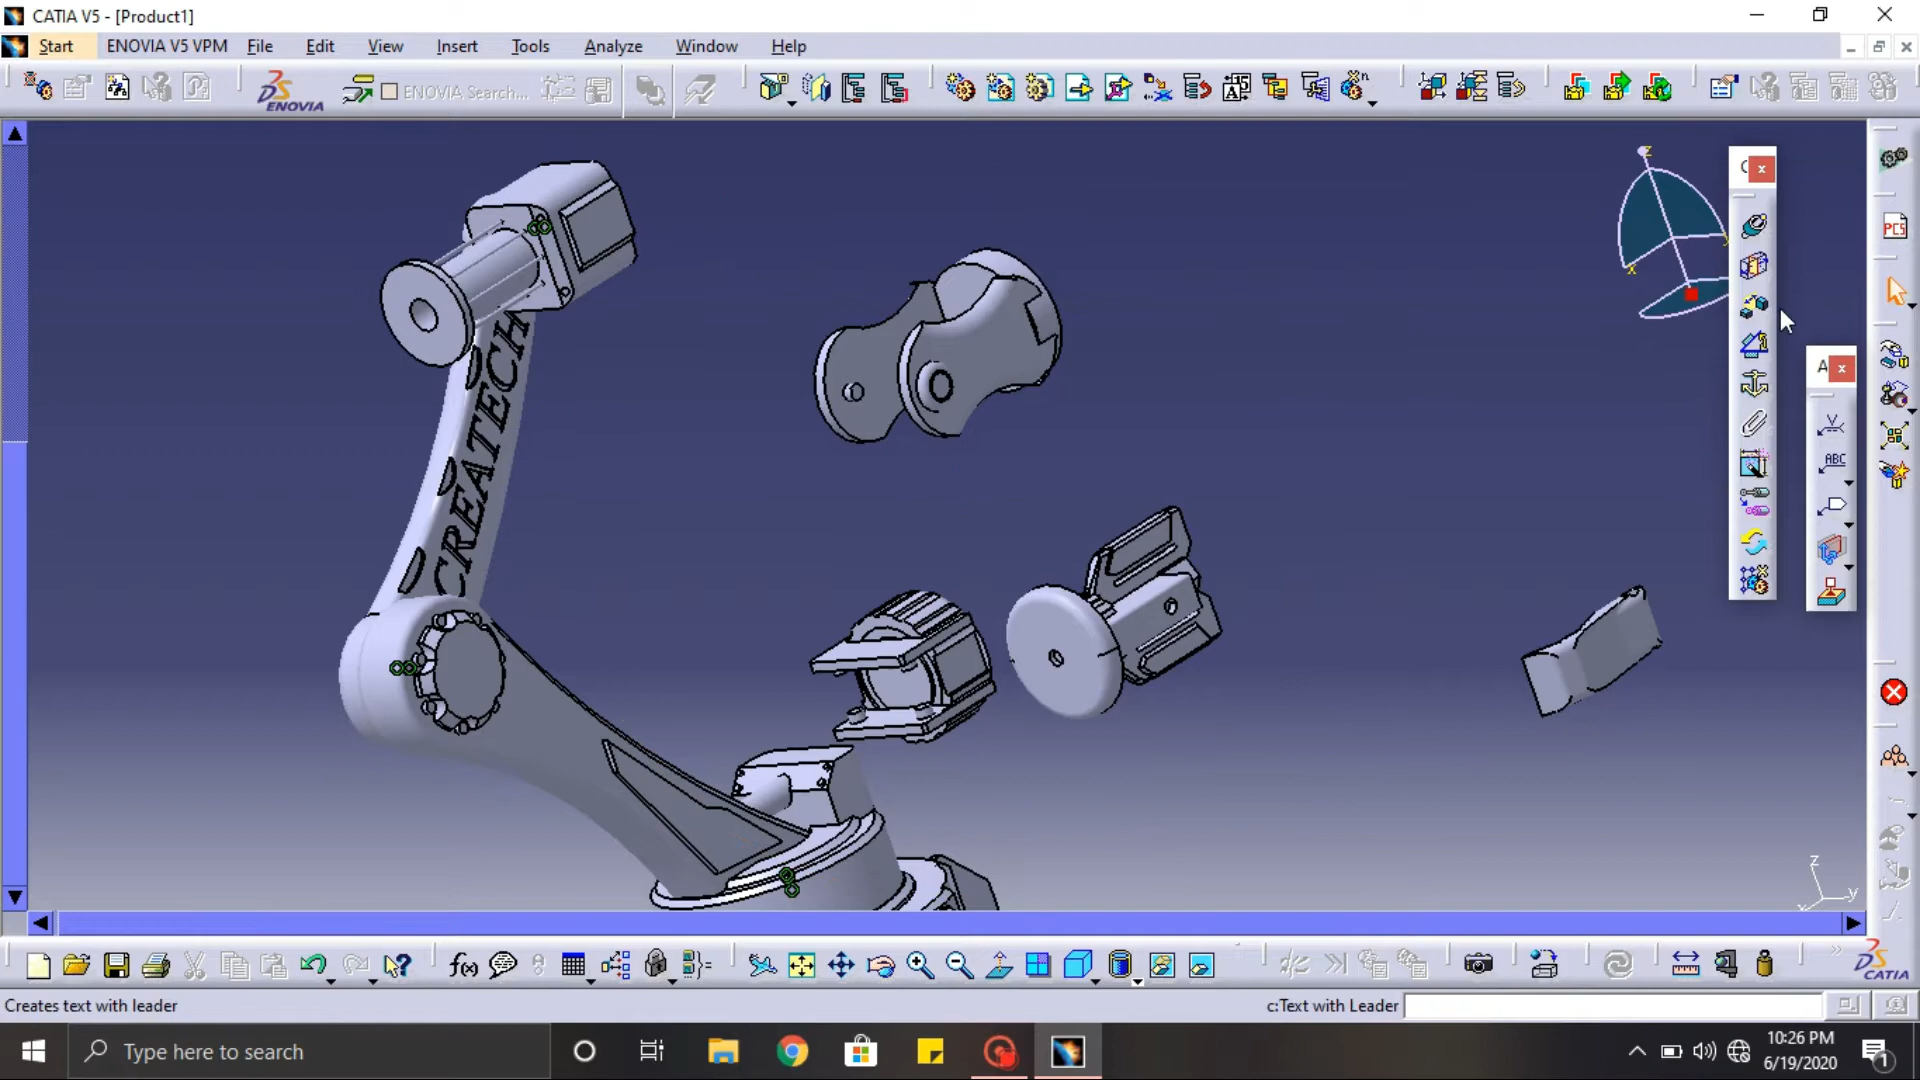 CATIA V5 - [Product1]
Start ENOVIA V5 VPM File Edit View Insert Tools Analyze Window Help
ENOVIA
ENOVIA Search...
C
A
PCS
ABC
CREATECH
z
y
x
z
y
x
f(x)
CATIA
Creates text with leader
c:Text with Leader
Type here to search
10:26 PM
6/19/2020
1